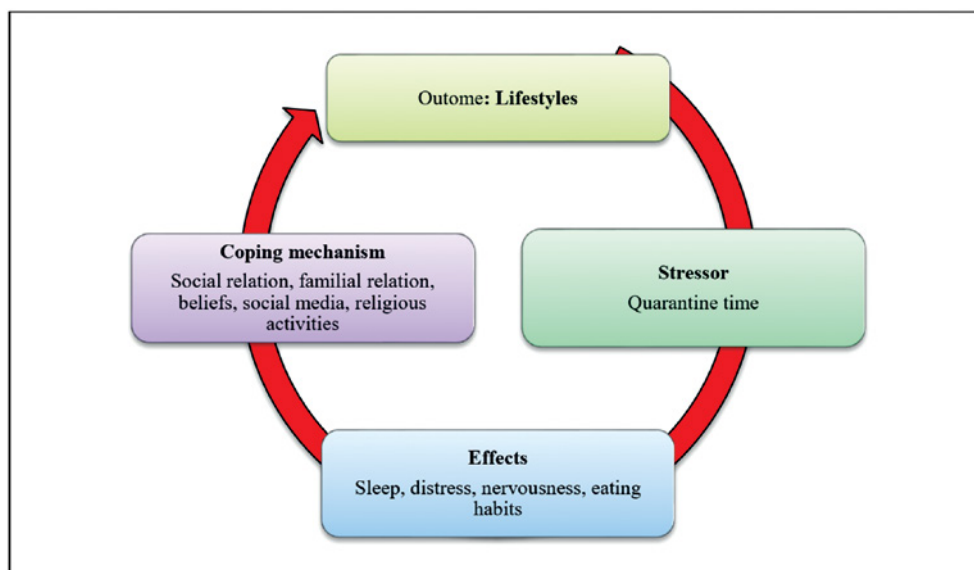 Outome: Lifestyles
Stressor
Quarantine time
Effects
Sleep, distress, nervousness, eating
habits
Coping mechanism
Social relation, familial relation,
beliefs, social media, religious
activities